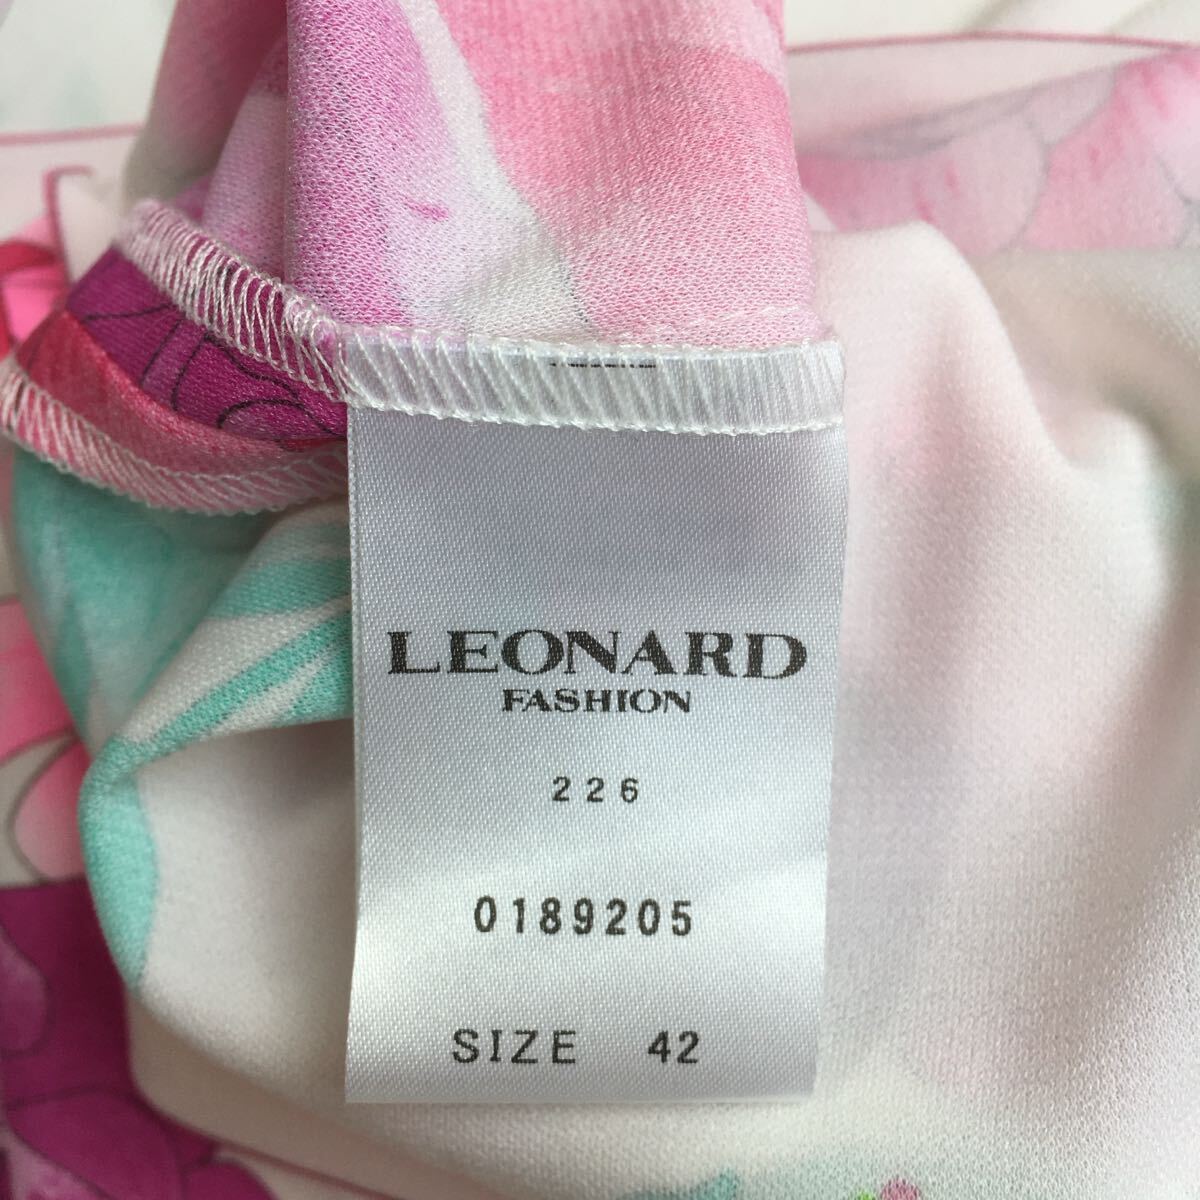 LEONARD
FASHION
226
0189205
SIZE 42